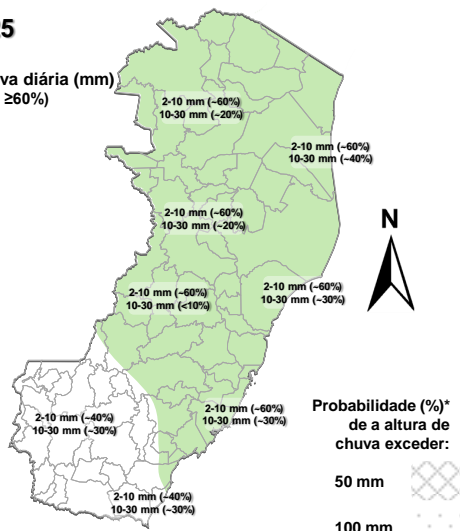 25
va diária (mm)
≥60%)
2-10 mm (~60%)
10-30 mm (~20%)
2-10 mm (~60%)
10-30 mm (~40%)
2-10 mm (~60%)
10-30 mm (~20%)
N
2-10 mm (~60%)
10-30 mm (<10%)
2-10 mm (~60%)
10-30 mm (~30%)
2-10 mm (~40%)
10-30 mm (~30%)
2-10 mm (~60%)
10-30 mm (~30%)
Probabilidade (%)*
de a altura de
chuva exceder:
50 mm
2-10 mm (~40%)
10-30 mm (~30%)
100 mm